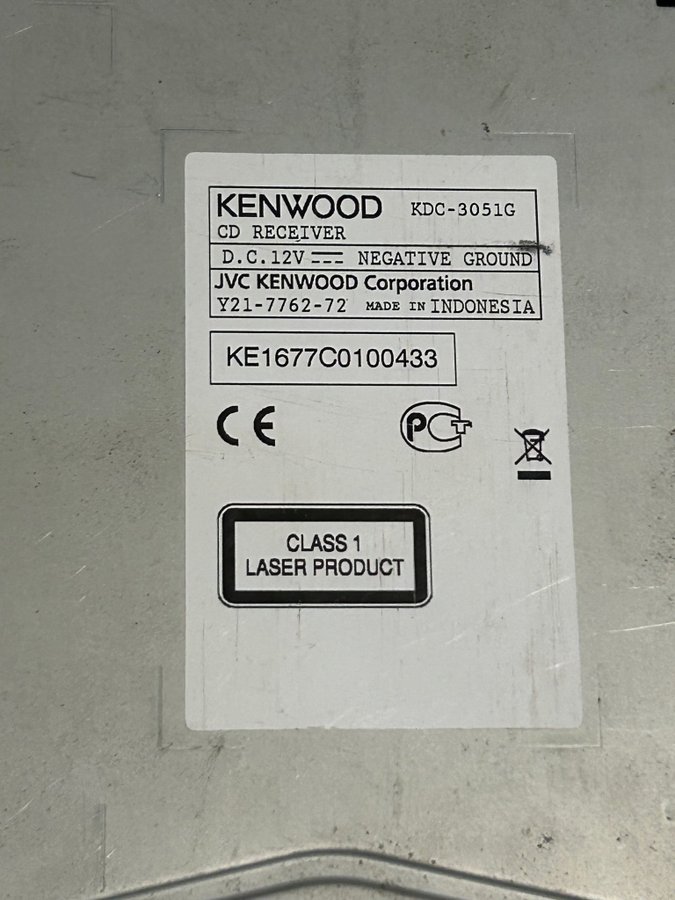 KENWOOD KDC-3051G
CD RECEIVER
D.C.12V ⎓ NEGATIVE GROUND
JVC KENWOOD Corporation
Y21-7762-72 MADE IN INDONESIA
KE1677C0100433
CE PCT
CLASS 1
LASER PRODUCT